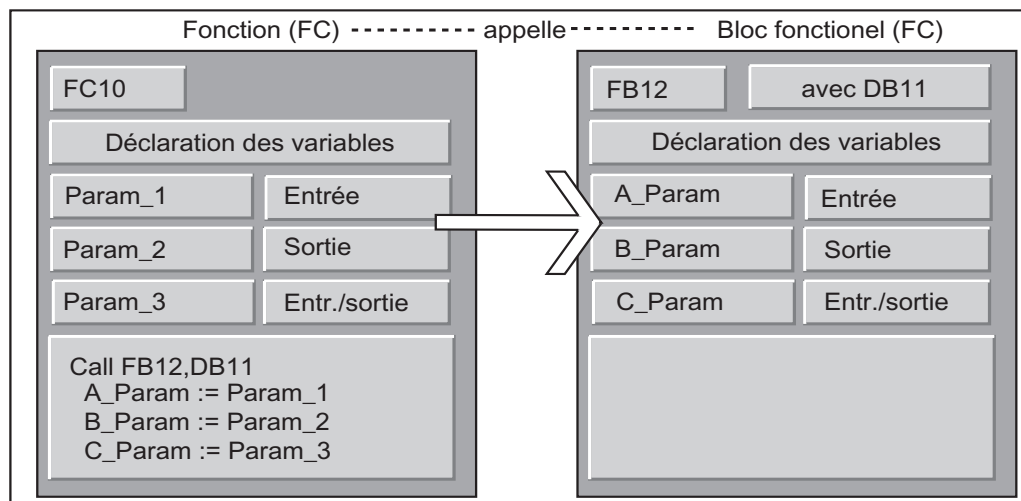 Fonction (FC) ----------- appelle ----------- Bloc fonctionel (FC)
FC10
Déclaration des variables
Param_1 Entrée
Param_2 Sortie
Param_3 Entr./sortie
Call FB12,DB11
A_Param := Param_1
B_Param := Param_2
C_Param := Param_3
FB12 avec DB11
Déclaration des variables
A_Param Entrée
B_Param Sortie
C_Param Entr./sortie